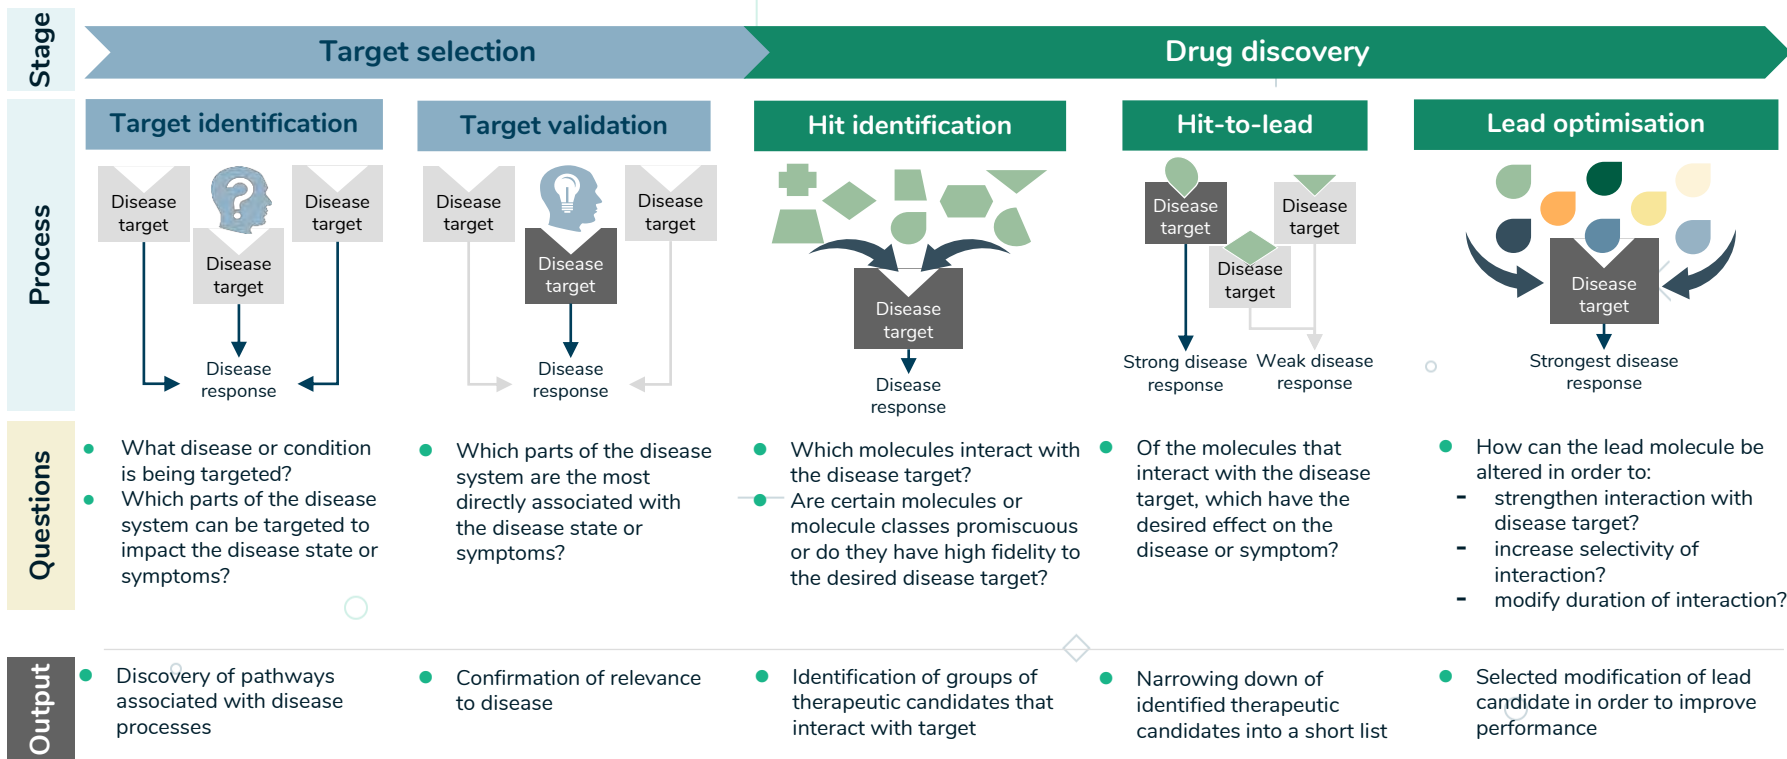 Stage
Target selection
Drug discovery
Process
Target identification
Target validation
Hit identification
Hit-to-lead
Lead optimisation
Disease
target
Disease
target
Disease
target
Disease
response
Disease
target
Disease
target
Disease
target
Disease
response
Disease
target
Disease
response
Disease
target
Disease
target
Disease
target
Strong disease
response
Weak disease
response
Disease
target
Strongest disease
response
Questions
What disease or condition
is being targeted?
Which parts of the disease
system can be targeted to
impact the disease state or
symptoms?
Which parts of the disease
system are the most
directly associated with
the disease state or
symptoms?
Which molecules interact with
the disease target?
Are certain molecules or
molecule classes promiscuous
or do they have high fidelity to
the desired disease target?
Of the molecules that
interact with the disease
target, which have the
desired effect on the
disease or symptom?
How can the lead molecule be
altered in order to:
- strengthen interaction with
disease target?
- increase selectivity of
interaction?
- modify duration of interaction?
Output
Discovery of pathways
associated with disease
processes
Confirmation of relevance
to disease
Identification of groups of
therapeutic candidates that
interact with target
Narrowing down of
identified therapeutic
candidates into a short list
Selected modification of lead
candidate in order to improve
performance